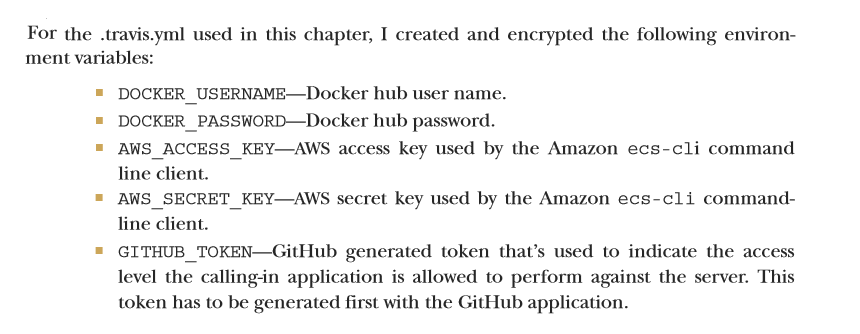 For the .travis.yml used in this chapter, I created and encrypted the following environ-
ment variables:
▪ DOCKER_USERNAME—Docker hub user name.
▪ DOCKER_PASSWORD—Docker hub password.
▪ AWS_ACCESS_KEY—AWS access key used by the Amazon ecs-cli command
line client.
▪ AWS_SECRET_KEY—AWS secret key used by the Amazon ecs-cli command-
line client.
▪ GITHUB_TOKEN—GitHub generated token that's used to indicate the access
level the calling-in application is allowed to perform against the server. This
token has to be generated first with the GitHub application.